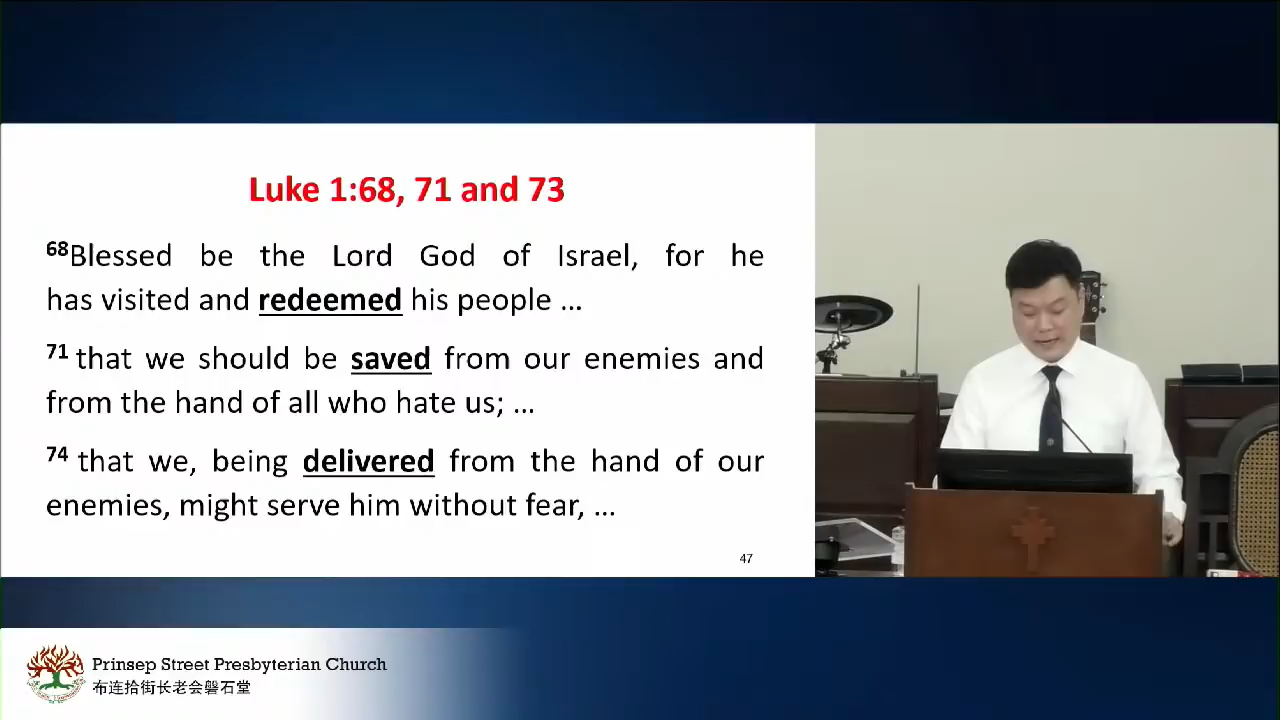 Luke 1:68, 71 and 73
68Blessed be the Lord God of Israel, for he
has visited and redeemed his people ...
71 that we should be saved from our enemies and
from the hand of all who hate us; ...
74 that we, being delivered from the hand of our
enemies, might serve him without fear, ...
47
Prinsep Street Presbyterian Church
布连拾街长老会磐石堂